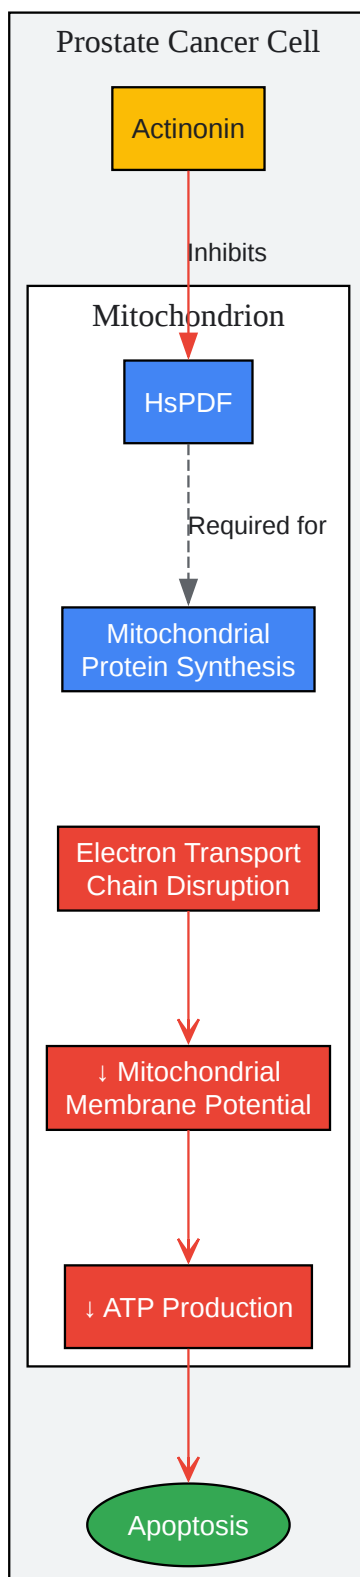 Prostate Cancer Cell
Actinonin
Inhibits
Mitochondrion
HsPDF
Required for
Mitochondrial
Protein Synthesis
Electron Transport
Chain Disruption
↓ Mitochondrial
Membrane Potential
↓ ATP Production
Apoptosis